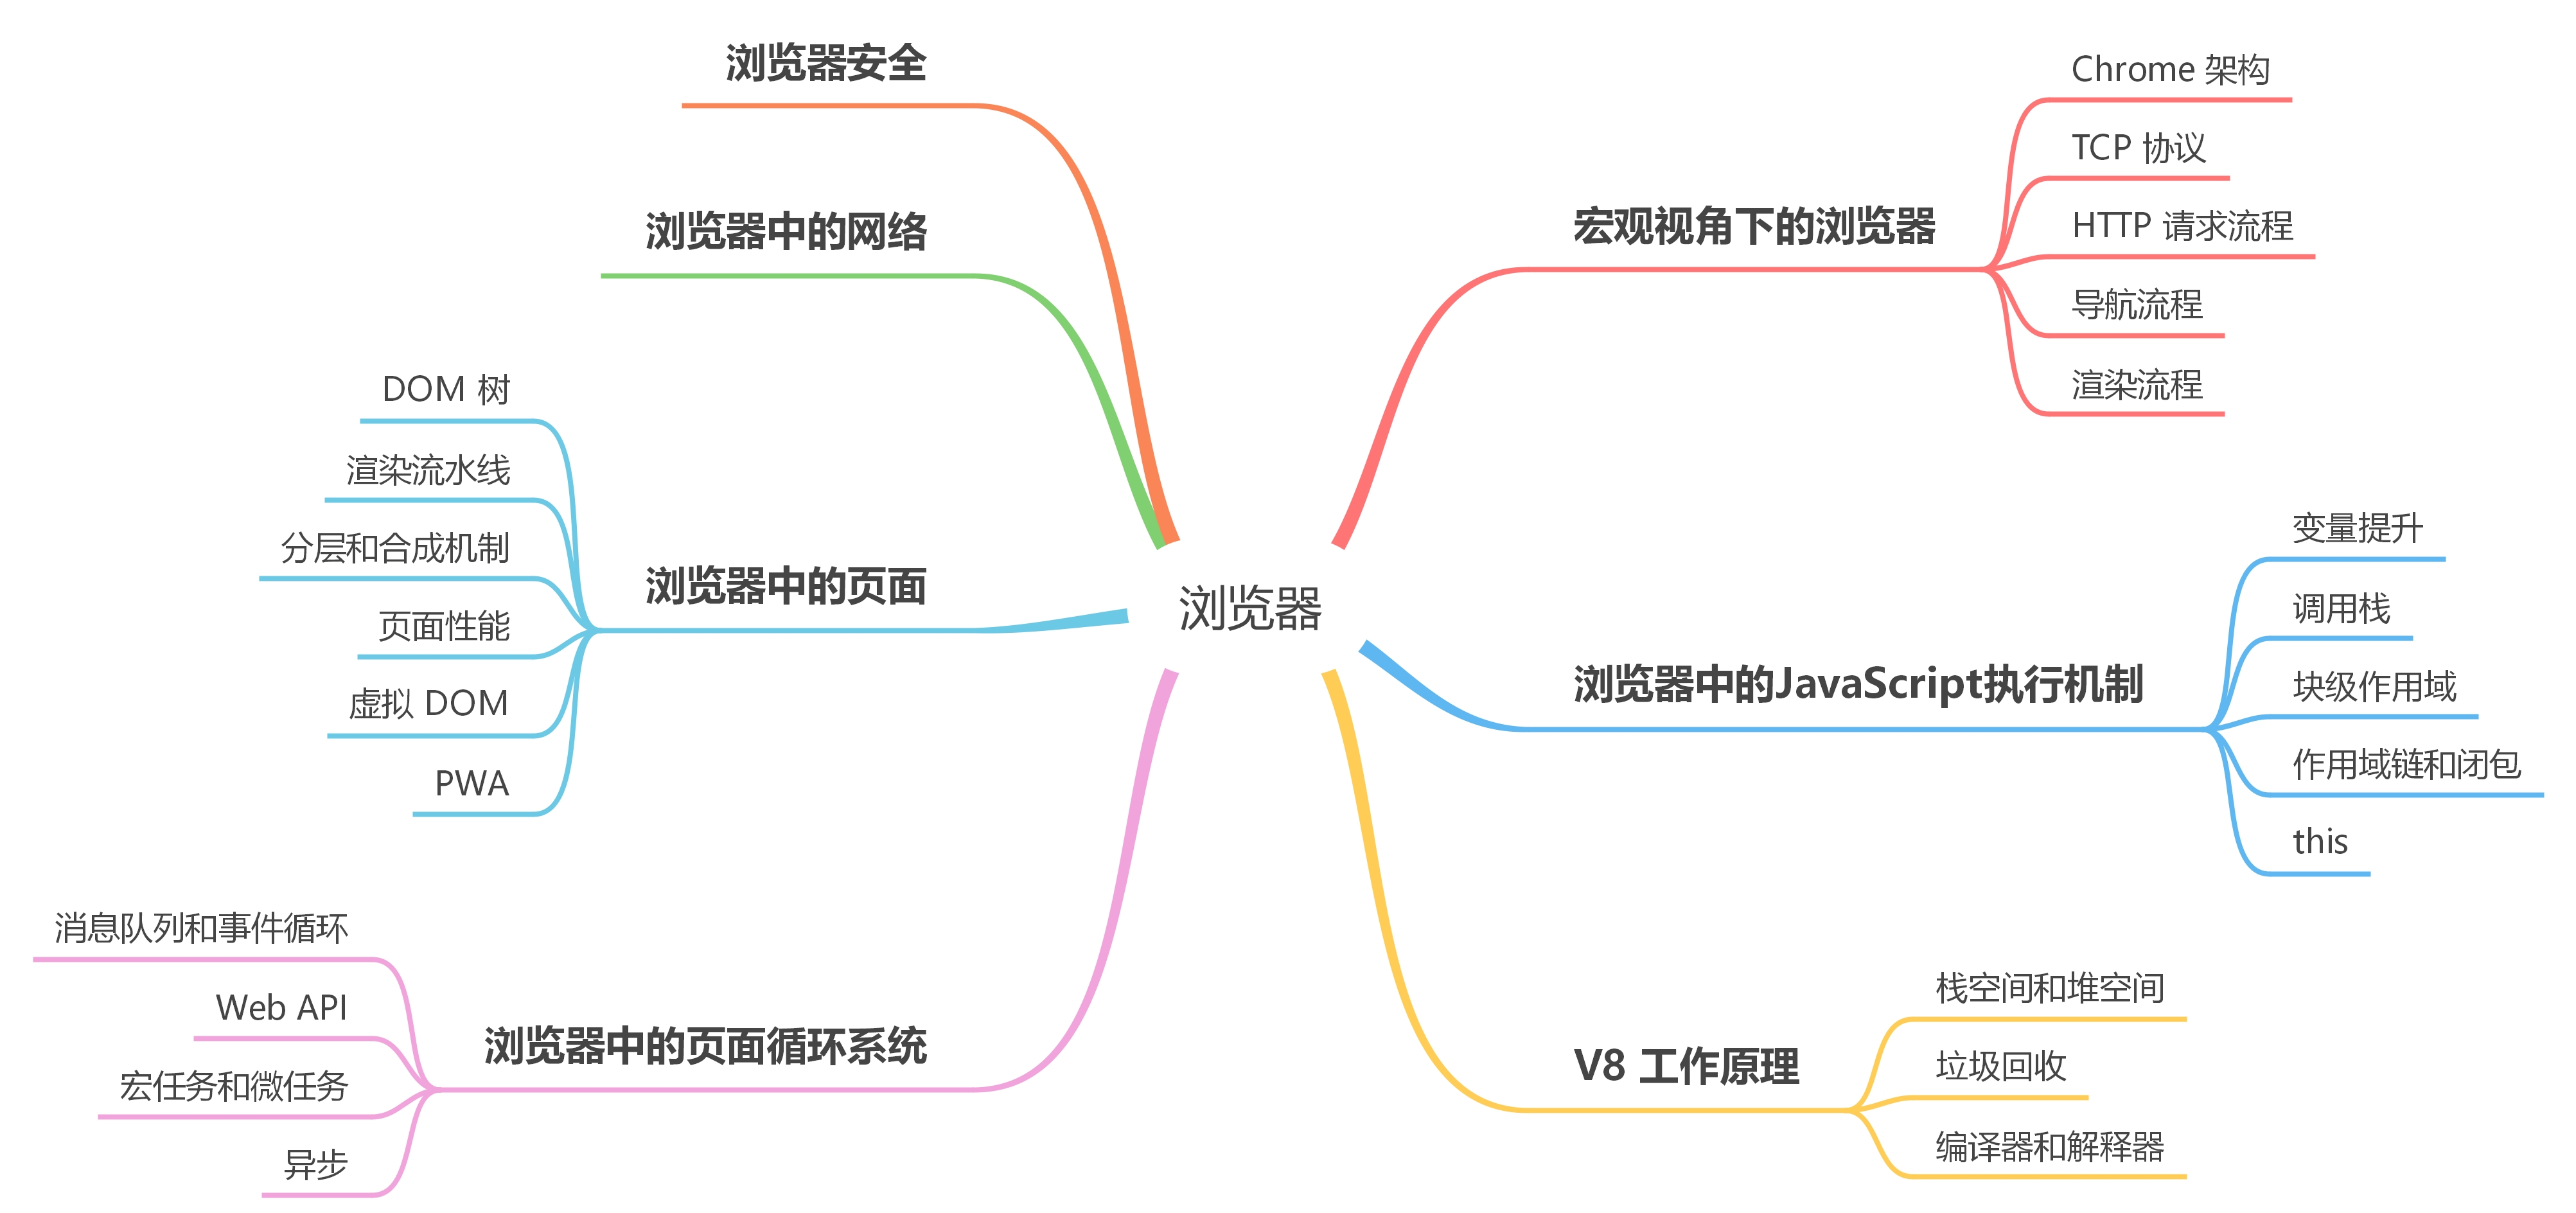 浏览器
宏观视角下的浏览器
Chrome 架构
TCP 协议
HTTP 请求流程
导航流程
渲染流程
浏览器中的JavaScript执行机制
变量提升
调用栈
块级作用域
作用域链和闭包
this
V8 工作原理
栈空间和堆空间
垃圾回收
编译器和解释器
浏览器安全
浏览器中的网络
浏览器中的页面
DOM 树
渲染流水线
分层和合成机制
页面性能
虚拟 DOM
PWA
浏览器中的页面循环系统
消息队列和事件循环
Web API
宏任务和微任务
异步